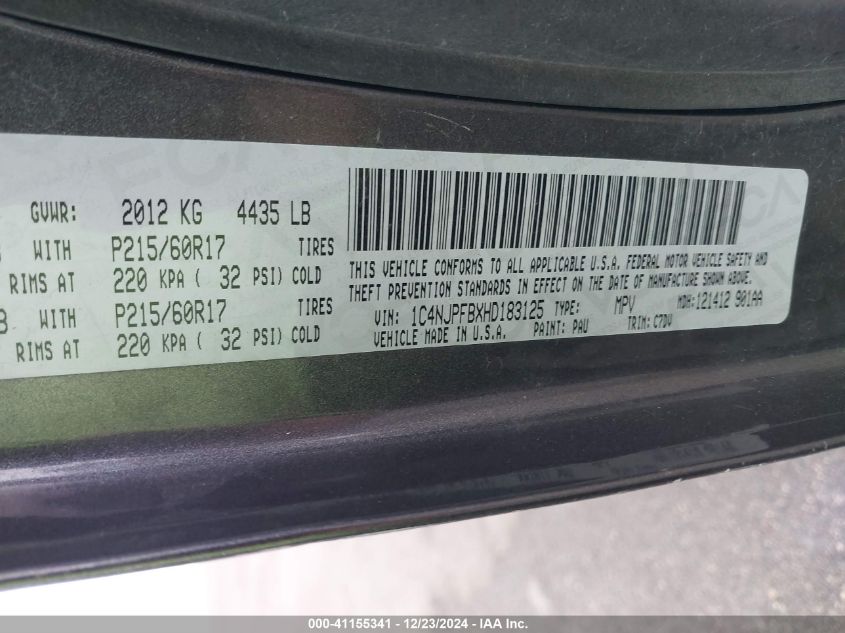 GVWR: 2012 KG 4435 LB
WITH P215/60R17 TIRES
RIMS AT 220 KPA ( 32 PSI) COLD
WITH P215/60R17 TIRES
RIMS AT 220 KPA ( 32 PSI) COLD
THIS VEHICLE CONFORMS TO ALL APPLICABLE U.S.A. FEDERAL MOTOR VEHICLE SAFETY AND
THEFT PREVENTION STANDARDS IN EFFECT ON THE DATE OF MANUFACTURE SHOWN ABOVE.
VIN: 1C4NJPFBXHD183125 TYPE: MPV MDH:121412 901AA
VEHICLE MADE IN U.S.A. PAINT: PAU TRIM: C7DV
000-41155341 - 12/23/2024 - IAA Inc.